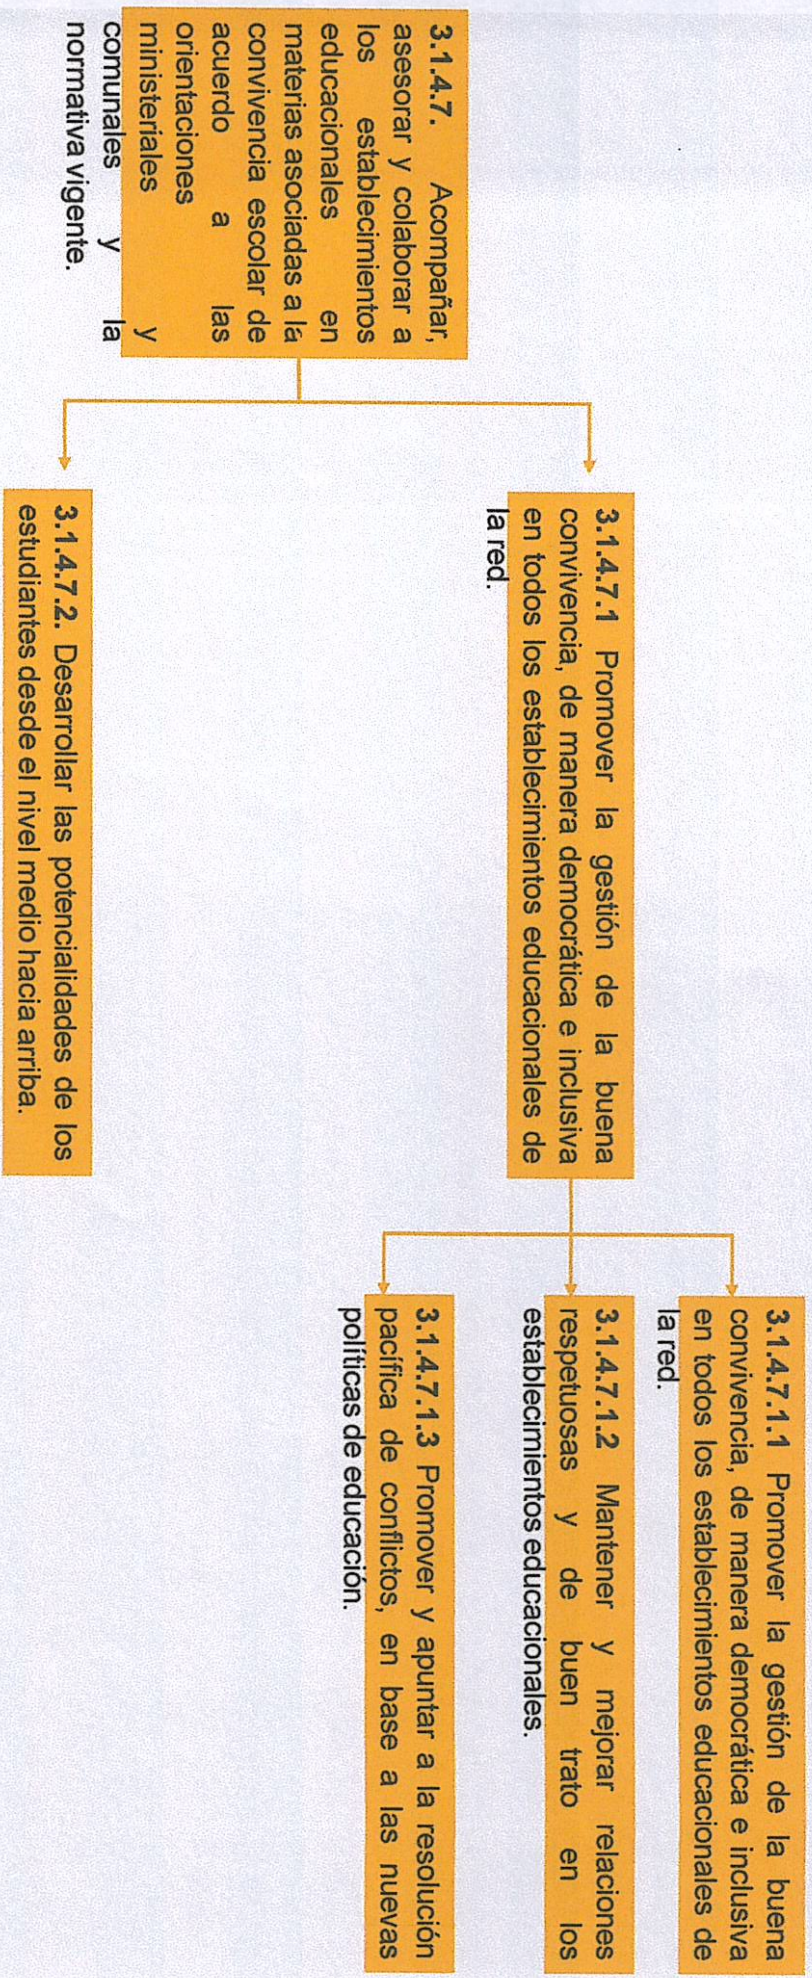 3.1.4.7. Acompañar,
asesorar y colaborar a
los establecimientos
educacionales en
materias asociadas a la
convivencia escolar de
acuerdo a las
orientaciones
ministeriales y
comunales y la
normativa vigente.
3.1.4.7.1 Promover la gestión de la buena
convivencia, de manera democrática e inclusiva
en todos los establecimientos educacionales de
la red.
3.1.4.7.2. Desarrollar las potencialidades de los
estudiantes desde el nivel medio hacia arriba.
3.1.4.7.1.1 Promover la gestión de la buena
convivencia, de manera democrática e inclusiva
en todos los establecimientos educacionales de
la red.
3.1.4.7.1.2 Mantener y mejorar relaciones
respetuosas y de buen trato en los
establecimientos educacionales.
3.1.4.7.1.3 Promover y apuntar a la resolución
pacífica de conflictos, en base a las nuevas
políticas de educación.